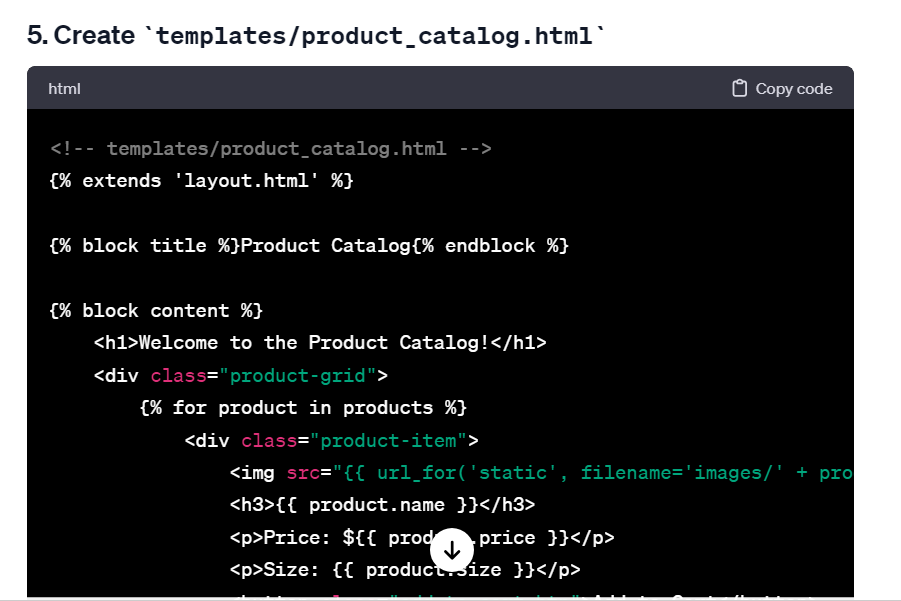 5. Create `templates/product_catalog.html`
html
Copy code
<!-- templates/product_catalog.html -->
{% extends 'layout.html' %}
{% block title %}Product Catalog{% endblock %}
{% block content %}
<h1>Welcome to the Product Catalog!</h1>
<div class="product-grid">
{% for product in products %}
<div class="product-item">
<img src="{{ url_for('static', filename='images/' + pro
<h3>{{ product.name }}</h3>
<p>Price: ${{ prod .price }}</p>
<p>Size: {{ product.size }}</p>